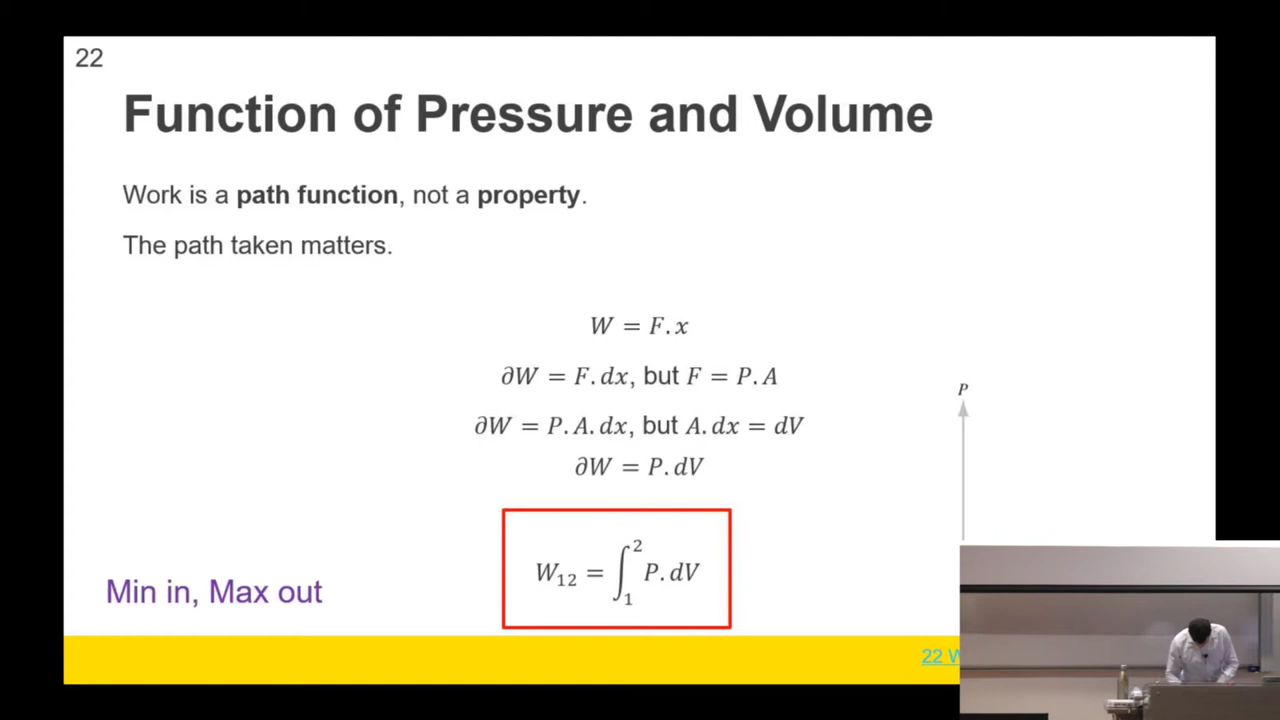 22
Function of Pressure and Volume
Work is a path function, not a property.
The path taken matters.
W = F.x
∂W = F.dx, but F = P.A
∂W = P.A.dx, but A.dx = dV
∂W = P.dV
P
W₁₂ = ∫₁² P.dV
Min in, Max out
22 W